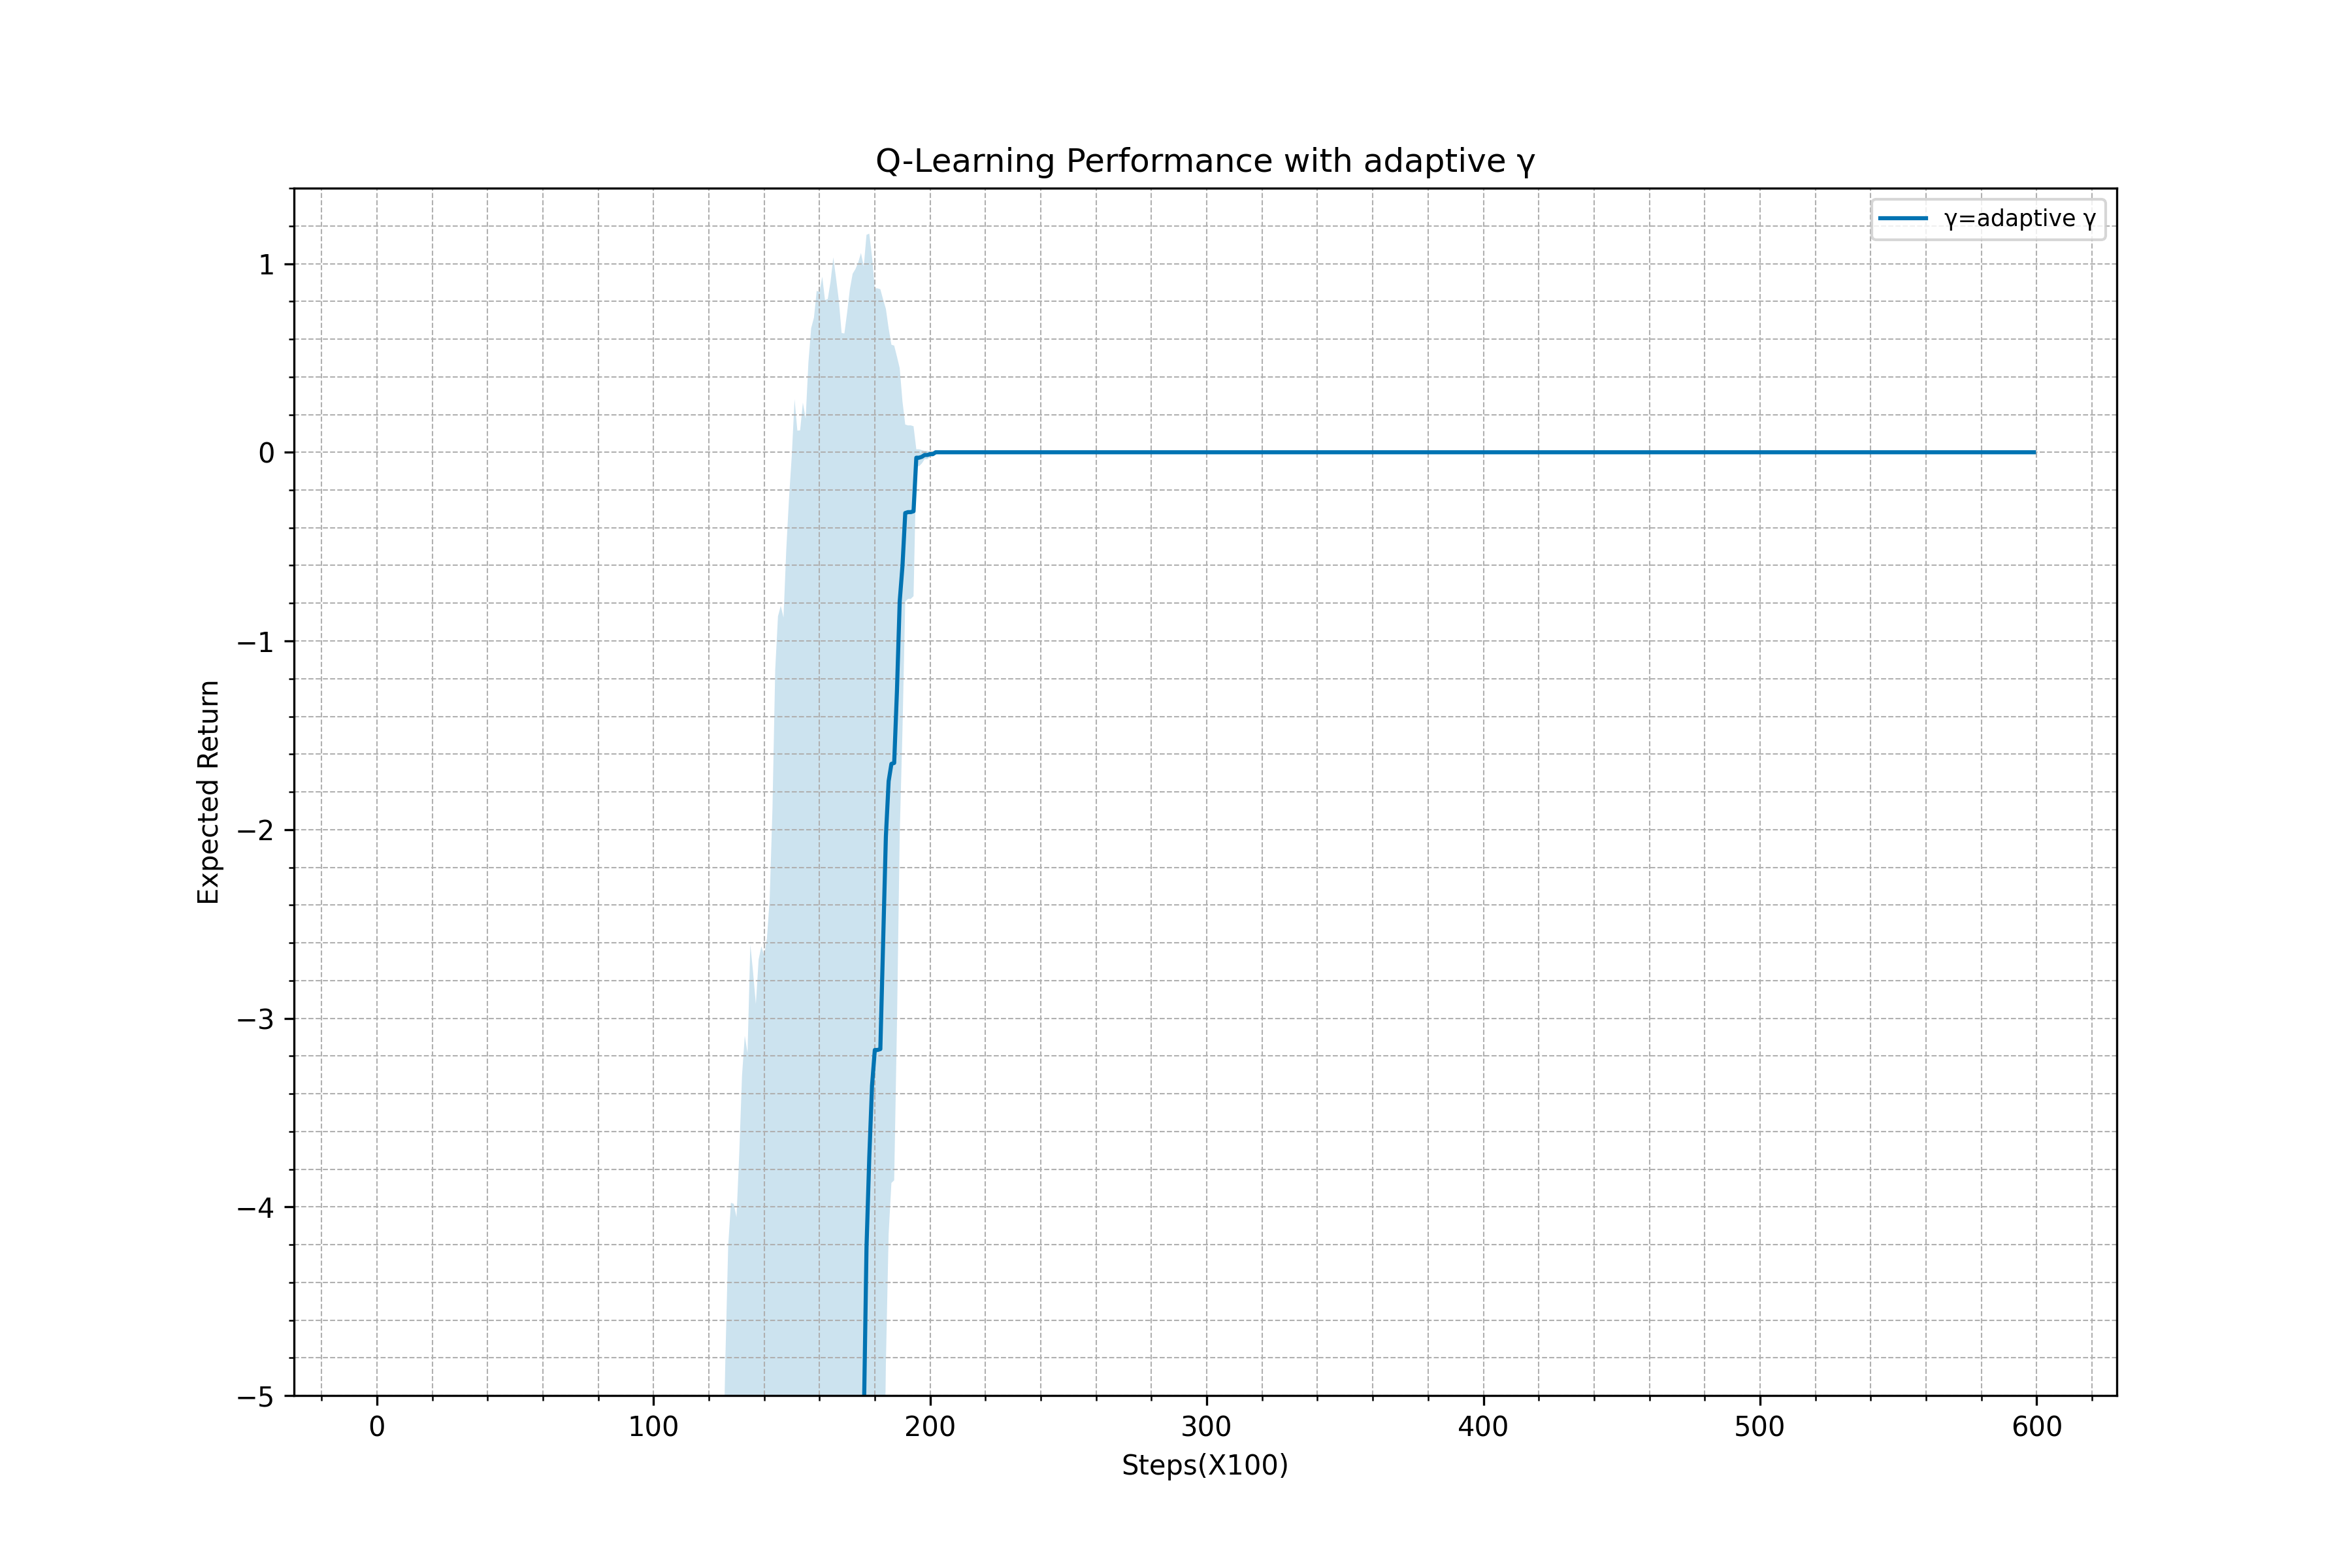 Q-Learning Performance with adaptive γ
γ=adaptive γ
1
0
−1
−2
−3
−4
−5
Expected Return
0 100 200 300 400 500 600
Steps(X100)